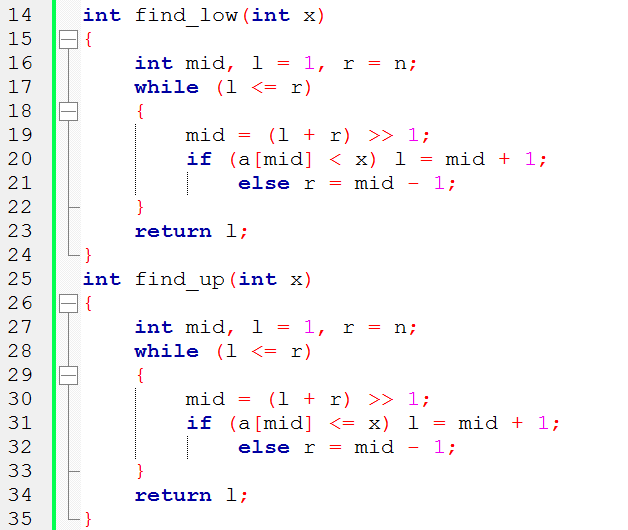 14 int find_low(int x)
15 {
16     int mid, l = 1, r = n;
17     while (l <= r)
18     {
19         mid = (l + r) >> 1;
20         if (a[mid] < x) l = mid + 1;
21             else r = mid - 1;
22     }
23     return l;
24 }
25 int find_up(int x)
26 {
27     int mid, l = 1, r = n;
28     while (l <= r)
29     {
30         mid = (l + r) >> 1;
31         if (a[mid] <= x) l = mid + 1;
32             else r = mid - 1;
33     }
34     return l;
35 }